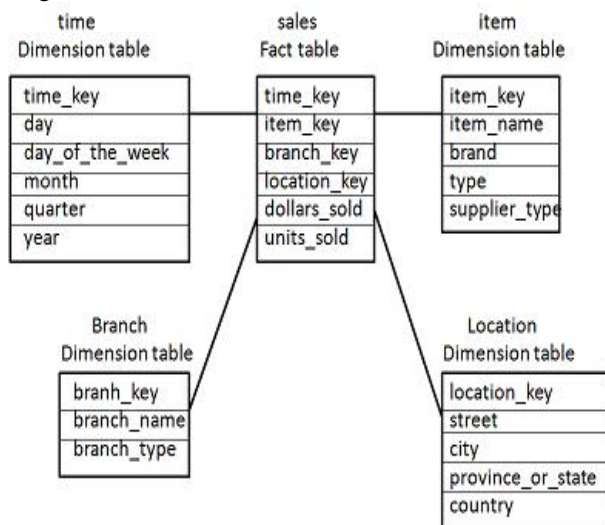 time
Dimension table
time_key
day
day_of_the_week
month
quarter
year
sales
Fact table
time_key
item_key
branch_key
location_key
dollars_sold
units_sold
item
Dimension table
item_key
item_name
brand
type
supplier_type
Branch
Dimension table
branh_key
branch_name
branch_type
Location
Dimension table
location_key
street
city
province_or_state
country